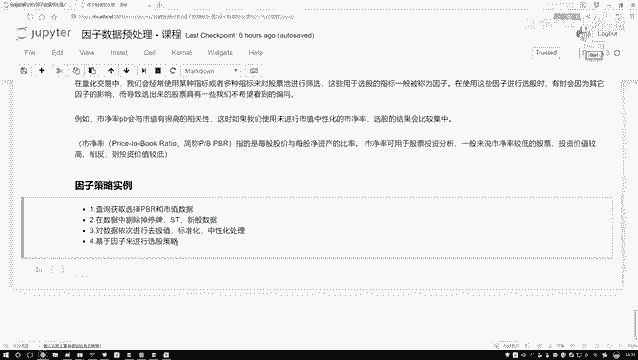 jupyter 因子数据预处理 - 课程 Last Checkpoint: 6 hours ago (autosaved)
Logout
File Edit View Insert Cell Kernel Widgets Help
Trusted
Markdown
在量化交易中，我们会经常使用某种指标或者多种指标来对股票池进行筛选，这些用于选股的指标一般被称为因子。在使用这些因子进行选股时，有时会因为其它
因子的影响，而导致选出来的股票具有一些我们不希望看到的偏向。
例如，市净率pb会与市值有很高的相关性，这时如果我们使用未进行市值中性化的市净率，选股的结果会比较集中。
（市净率（Price-to-Book Ratio，简称P/B PBR）指的是每股股价与每股净资产的比率。 市净率可用于股票投资分析，一般来说市净率较低的股票，投资价值较
高，相反，则投资价值较低）
因子策略实例
• 1.查询获取选择PBR和市值数据
• 2.在数据中剔除掉停牌、ST、新股数据
• 3.对数据依次进行去极值、标准化、中性化处理
• 4.基于因子来进行选股策略
In [ ]: